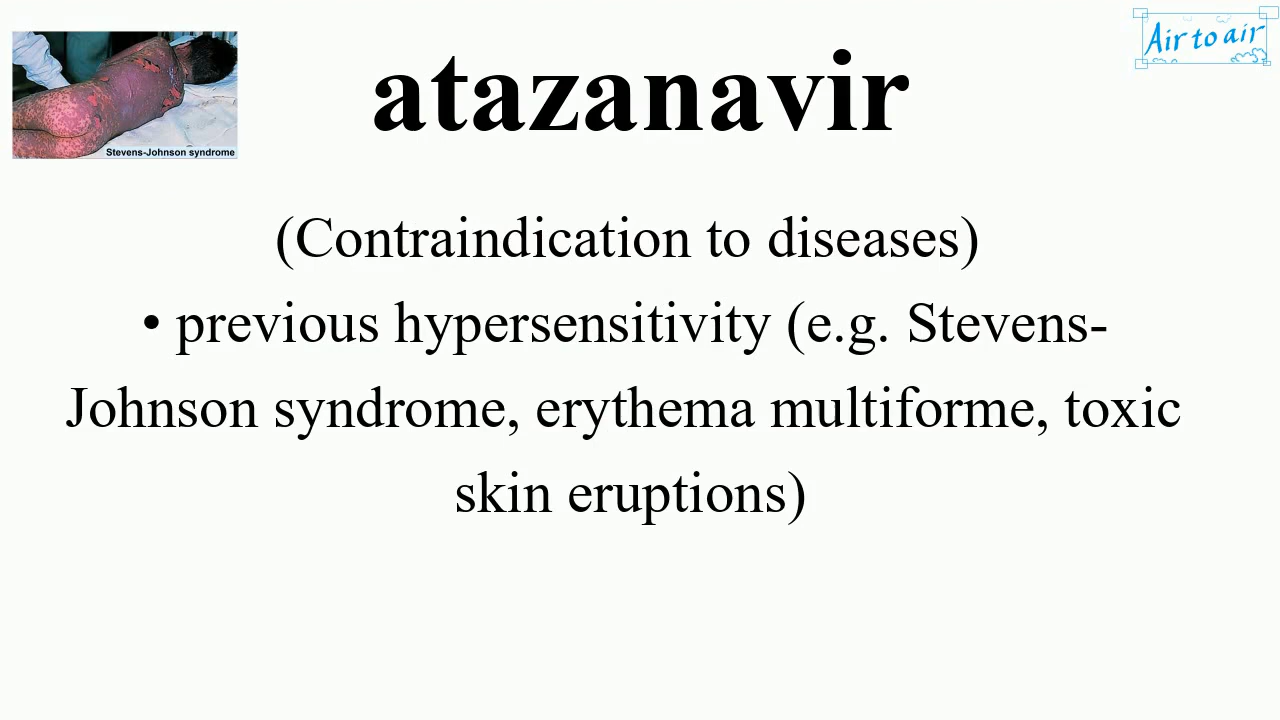 atazanavir
Air to air
Stevens-Johnson syndrome
(Contraindication to diseases)
• previous hypersensitivity (e.g. Stevens-
Johnson syndrome, erythema multiforme, toxic
skin eruptions)